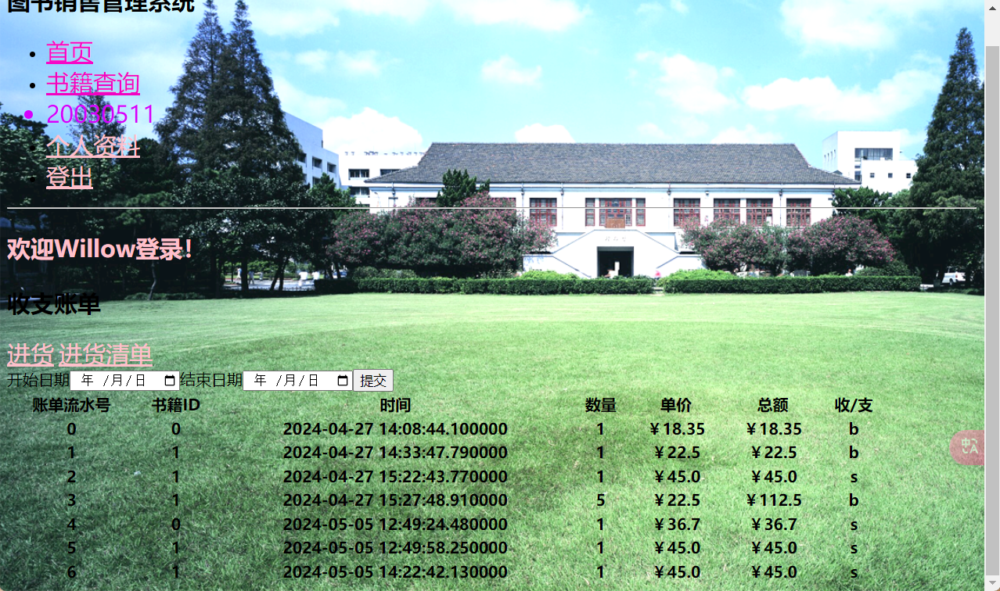 图书销售管理系统
首页
书籍查询
20030511
个人资料
登出
欢迎Willow登录！
收支账单
进货 进货清单
开始日期 年 /月/日 结束日期 年 /月/日 提交
账单流水号 书籍ID 时间 数量 单价 总额 收/支
0 0 2024-04-27 14:08:44.100000 1 ￥18.35 ￥18.35 b
1 1 2024-04-27 14:33:47.790000 1 ￥22.5 ￥22.5 b
2 1 2024-04-27 15:22:43.770000 1 ￥45.0 ￥45.0 s
3 1 2024-04-27 15:27:48.910000 5 ￥22.5 ￥112.5 b
4 0 2024-05-05 12:49:24.480000 1 ￥36.7 ￥36.7 s
5 1 2024-05-05 12:49:58.250000 1 ￥45.0 ￥45.0 s
6 1 2024-05-05 14:22:42.130000 1 ￥45.0 ￥45.0 s